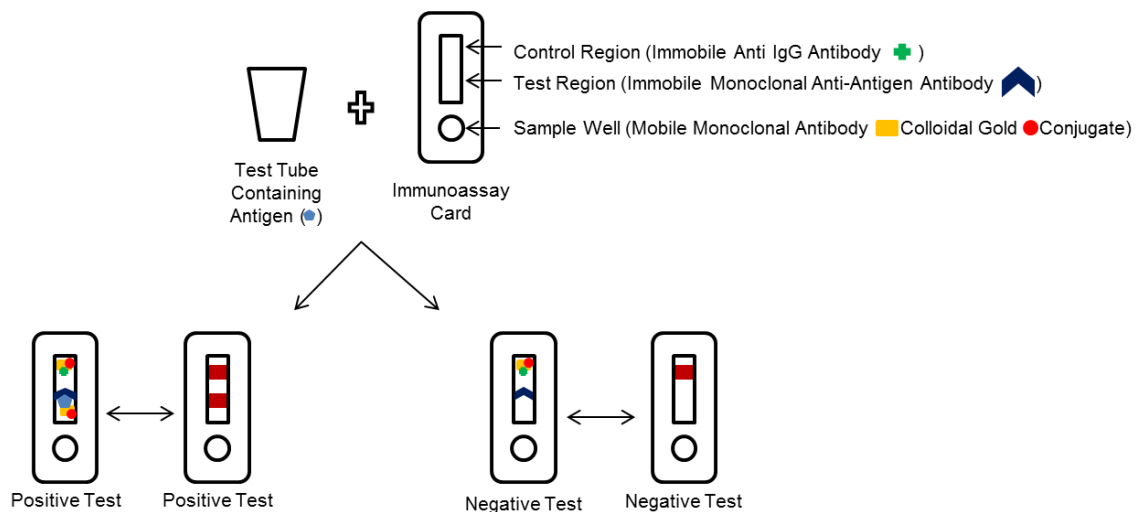 Control Region (Immobile Anti IgG Antibody )
Test Region (Immobile Monoclonal Anti-Antigen Antibody )
Sample Well (Mobile Monoclonal Antibody Colloidal Gold Conjugate)
Test Tube
Containing
Antigen ( )
Immunoassay
Card
Positive Test
Positive Test
Negative Test
Negative Test